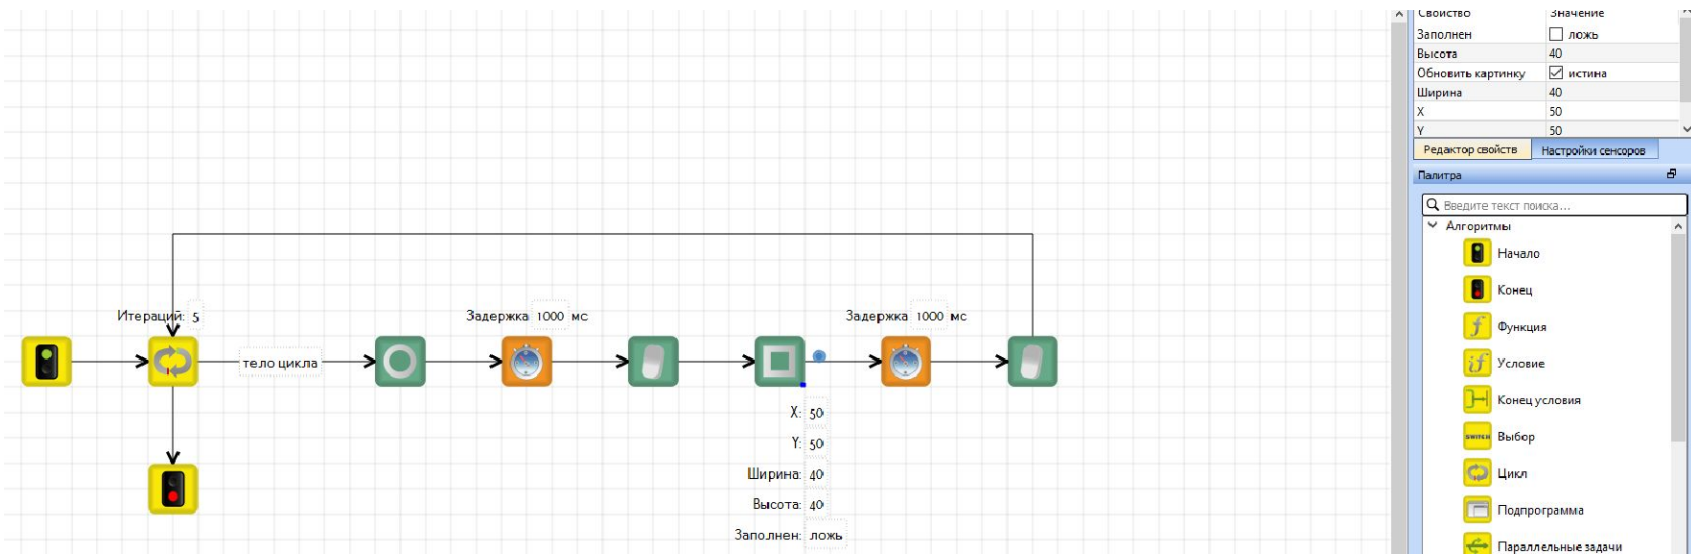 Свойство Значение
Заполнен ложь
Высота 40
Обновить картинку истина
Ширина 40
X 50
Y 50
Редактор свойств Настройки сенсоров
Палитра
Введите текст поиска...
Алгоритмы
Начало
Конец
Функция
Условие
Конец условия
SWITCH Выбор
Цикл
Подпрограмма
Параллельные задачи
Итераций: 5
Задержка 1000 мс
Задержка 1000 мс
тело цикла
X: 50
Y: 50
Ширина: 40
Высота: 40
Заполнен: ложь